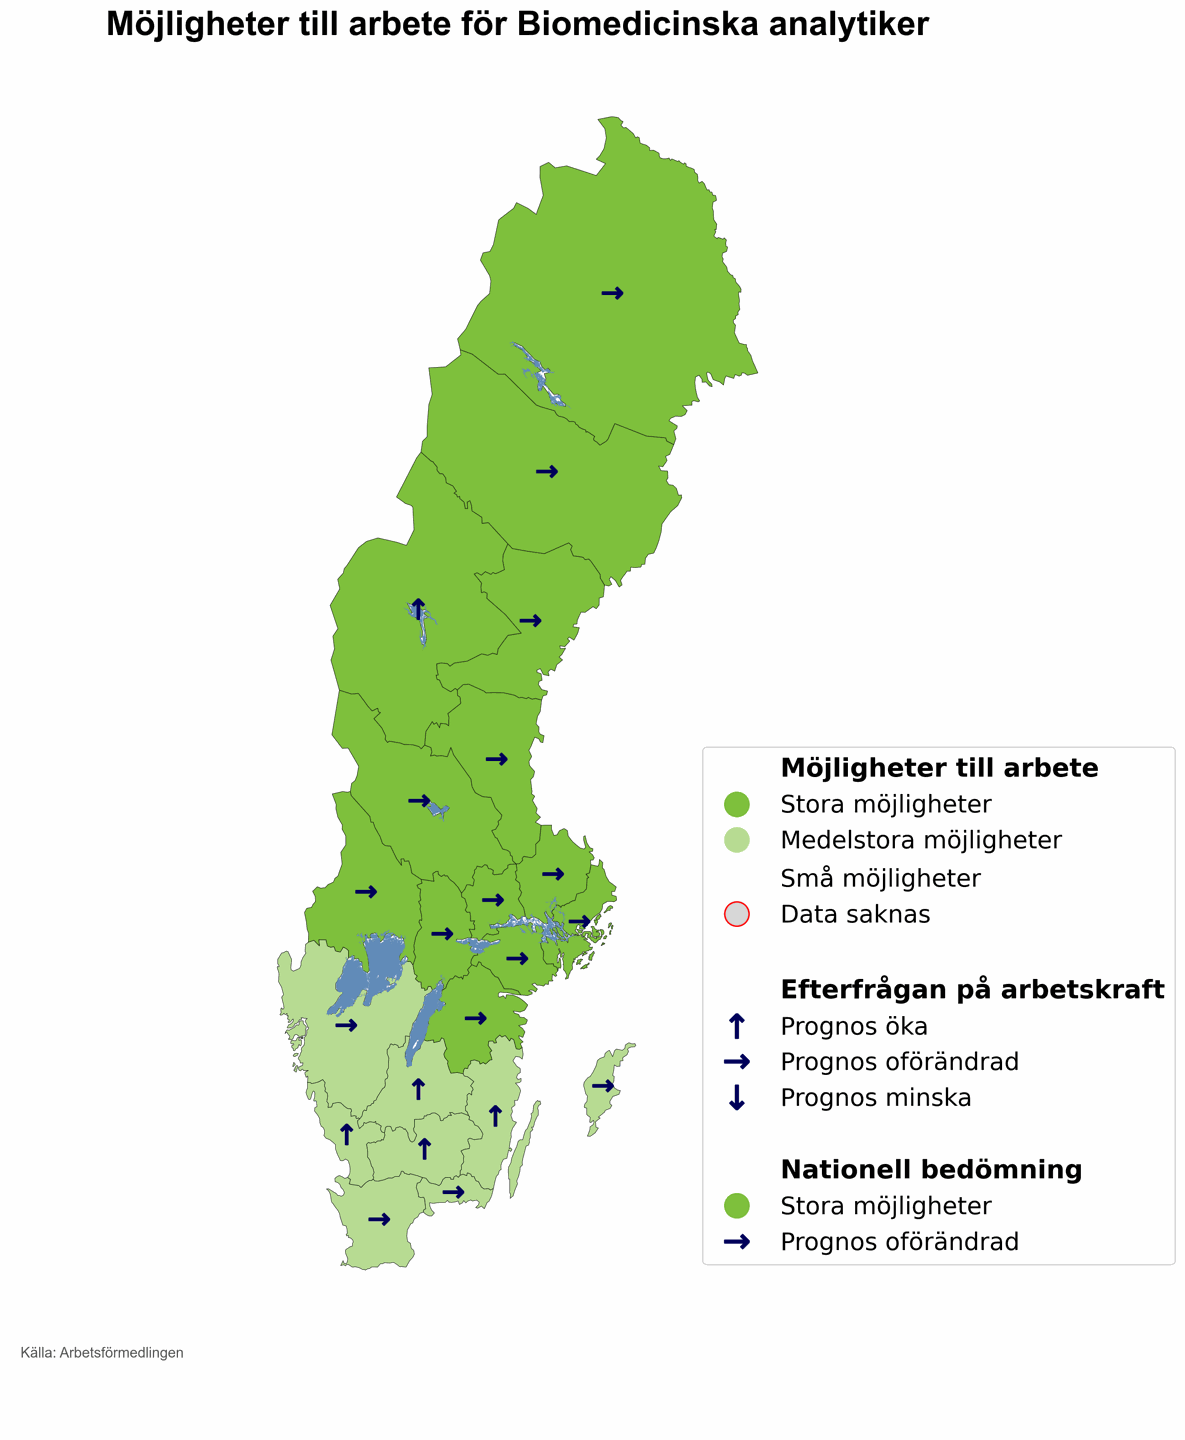 Möjligheter till arbete för Biomedicinska analytiker
Möjligheter till arbete
Stora möjligheter
Medelstora möjligheter
Små möjligheter
Data saknas
Efterfrågan på arbetskraft
Prognos öka
Prognos oförändrad
Prognos minska
Nationell bedömning
Stora möjligheter
Prognos oförändrad
Källa: Arbetsförmedlingen